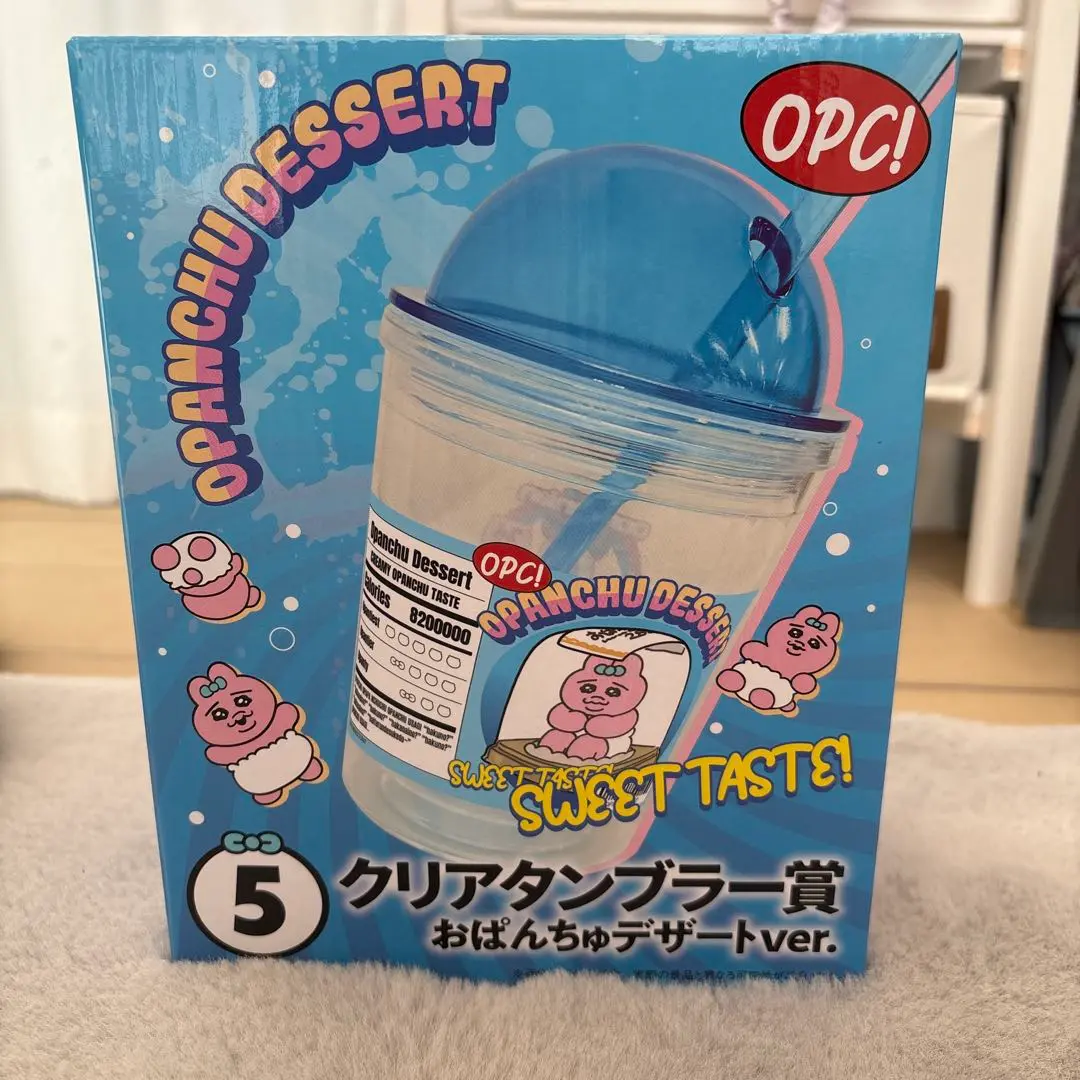 OPANCHU DESSERT
OPC!
Opanchu Dessert
CREAMY OPANCHU TASTE
Calories 8200000
OPC!
OPANCHU DESSERT
SWEET TASTE
SWEET TASTE!
5
クリアタンブラー賞
おぱんちゅデザートver.